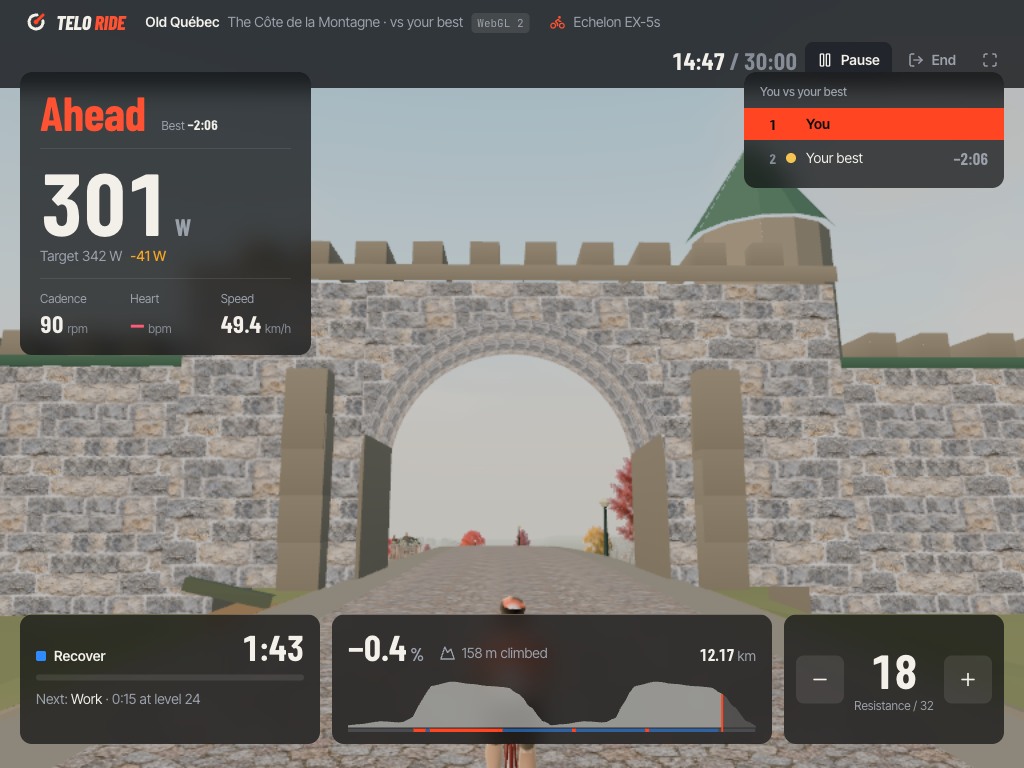 TELO RIDE Old Québec The Côte de la Montagne · vs your best WebGL 2 Echelon EX-5s
14:47 / 30:00 Pause End
Ahead Best −2:06
301 W
Target 342 W -41 W
Cadence Heart Speed
90 rpm — bpm 49.4 km/h
You vs your best
1 You
2 Your best −2:06
Recover 1:43
Next: Work · 0:15 at level 24
−0.4 % 158 m climbed 12.17 km
− 18 +
Resistance / 32